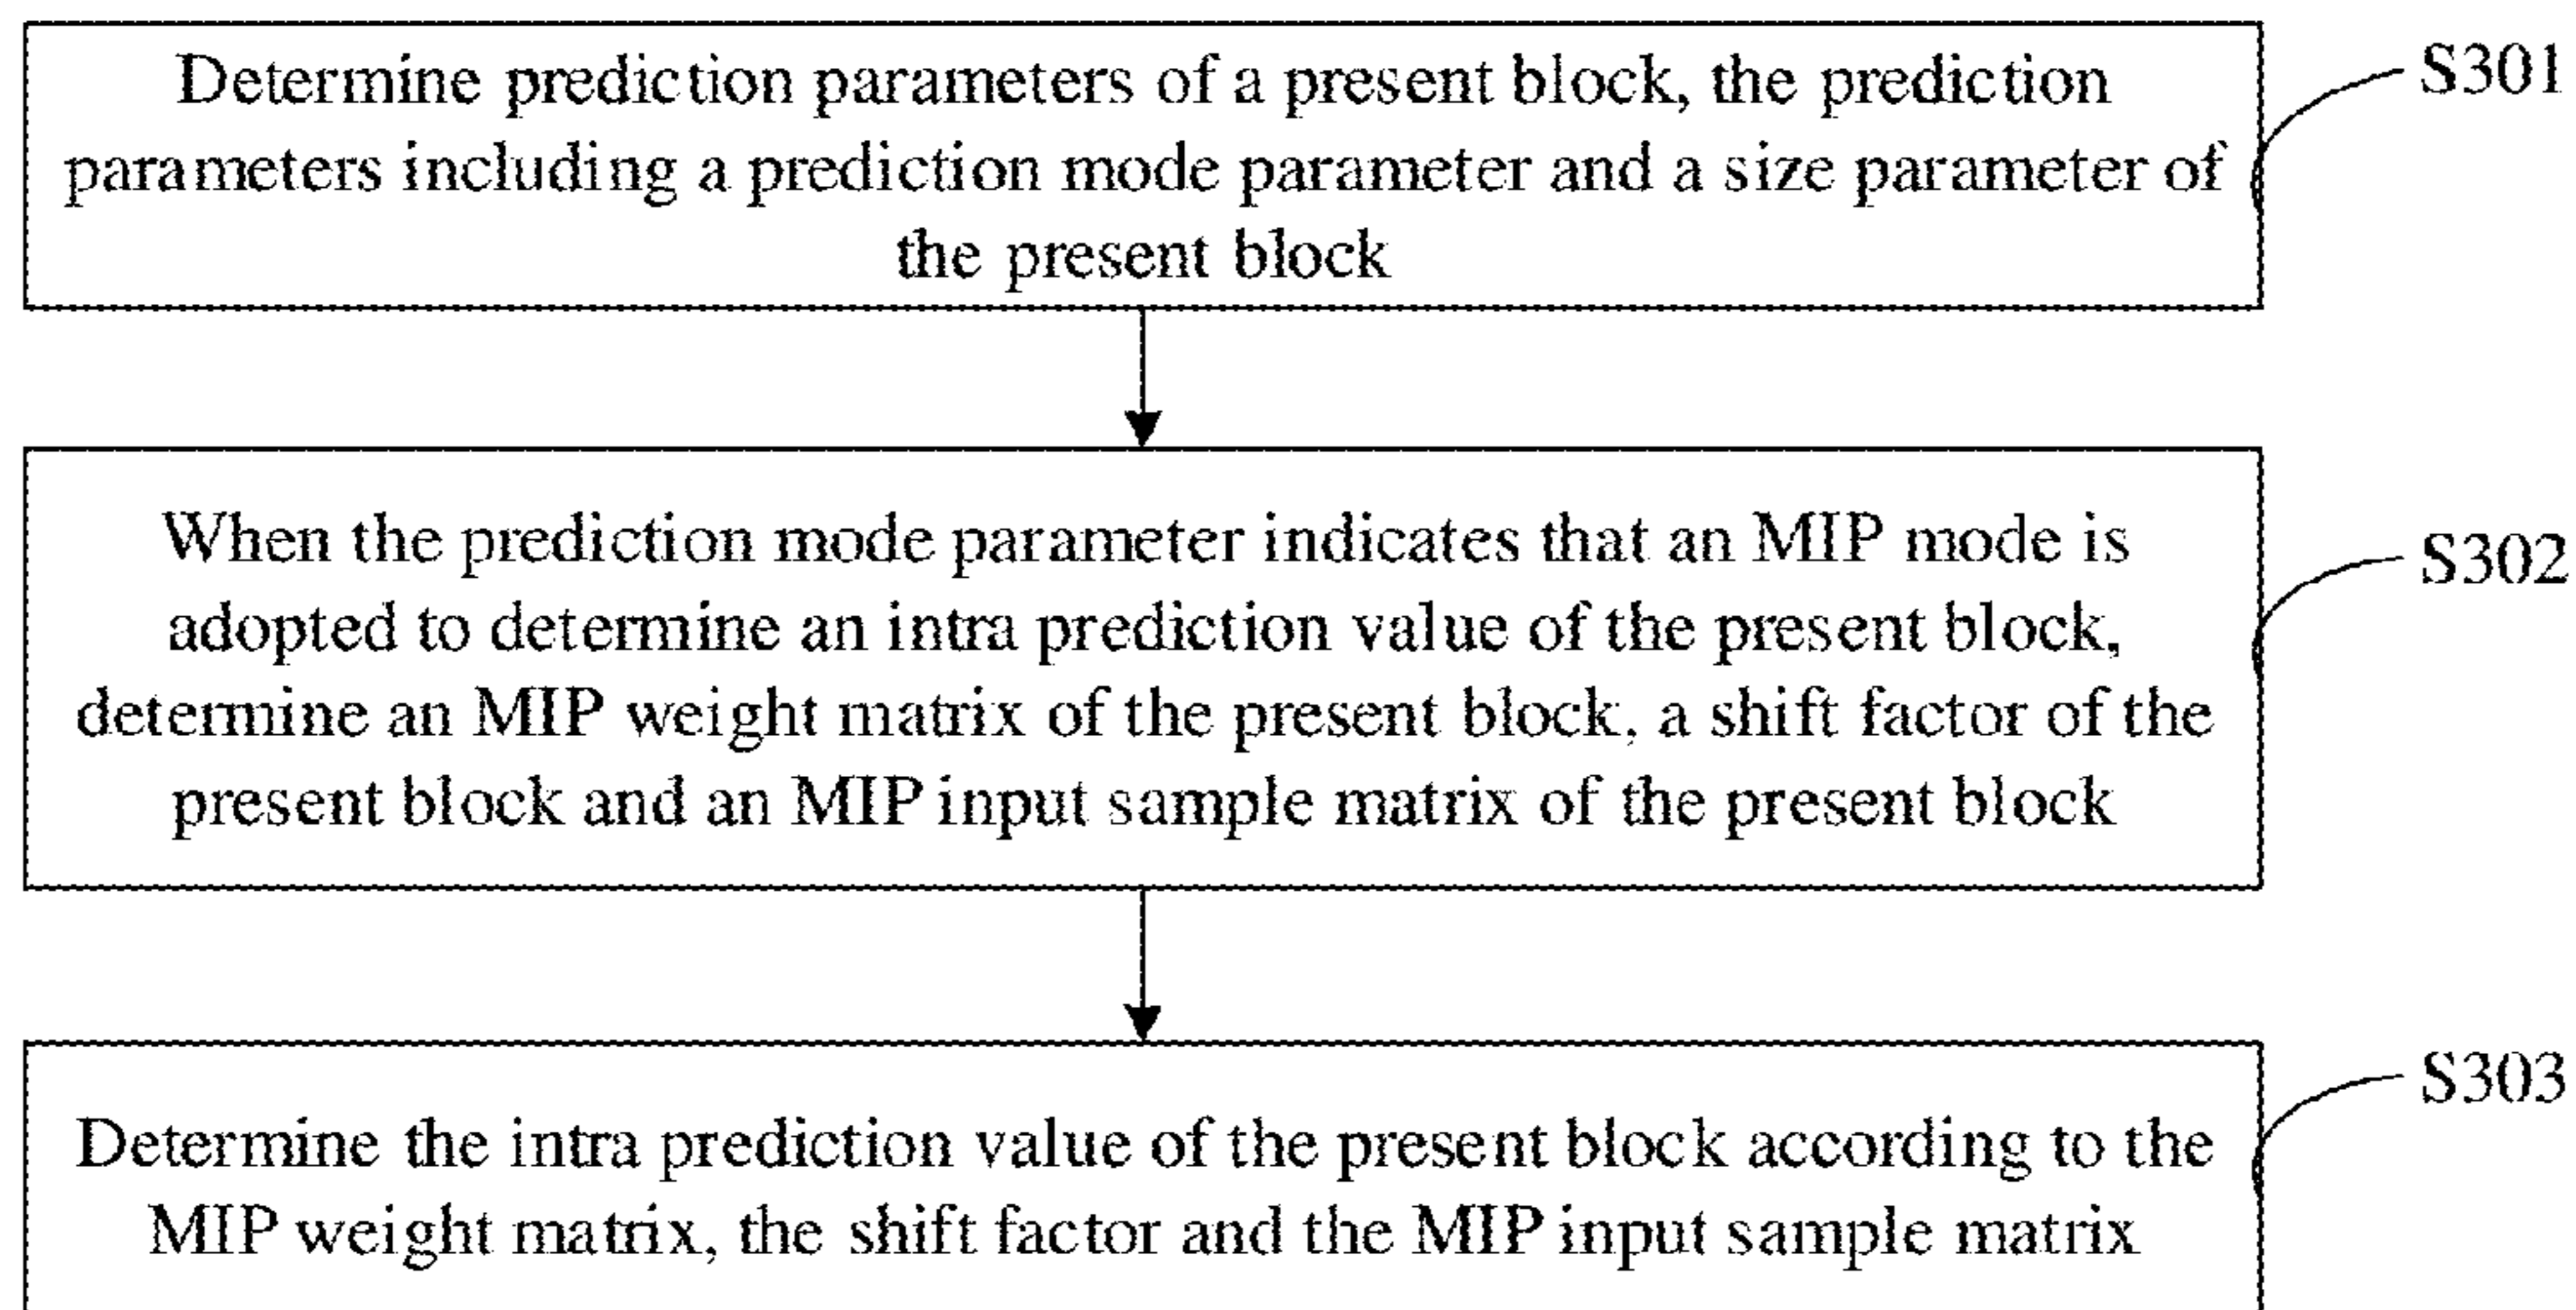 Determine prediction parameters of a present block, the prediction
parameters including a prediction mode parameter and a size parameter of
the present block
S301
When the prediction mode parameter indicates that an MIP mode is
adopted to determine an intra prediction value of the present block,
determine an MIP weight matrix of the present block, a shift factor of the
present block and an MIP input sample matrix of the present block
S302
Determine the intra prediction value of the present block according to the
MIP weight matrix, the shift factor and the MIP input sample matrix
S303